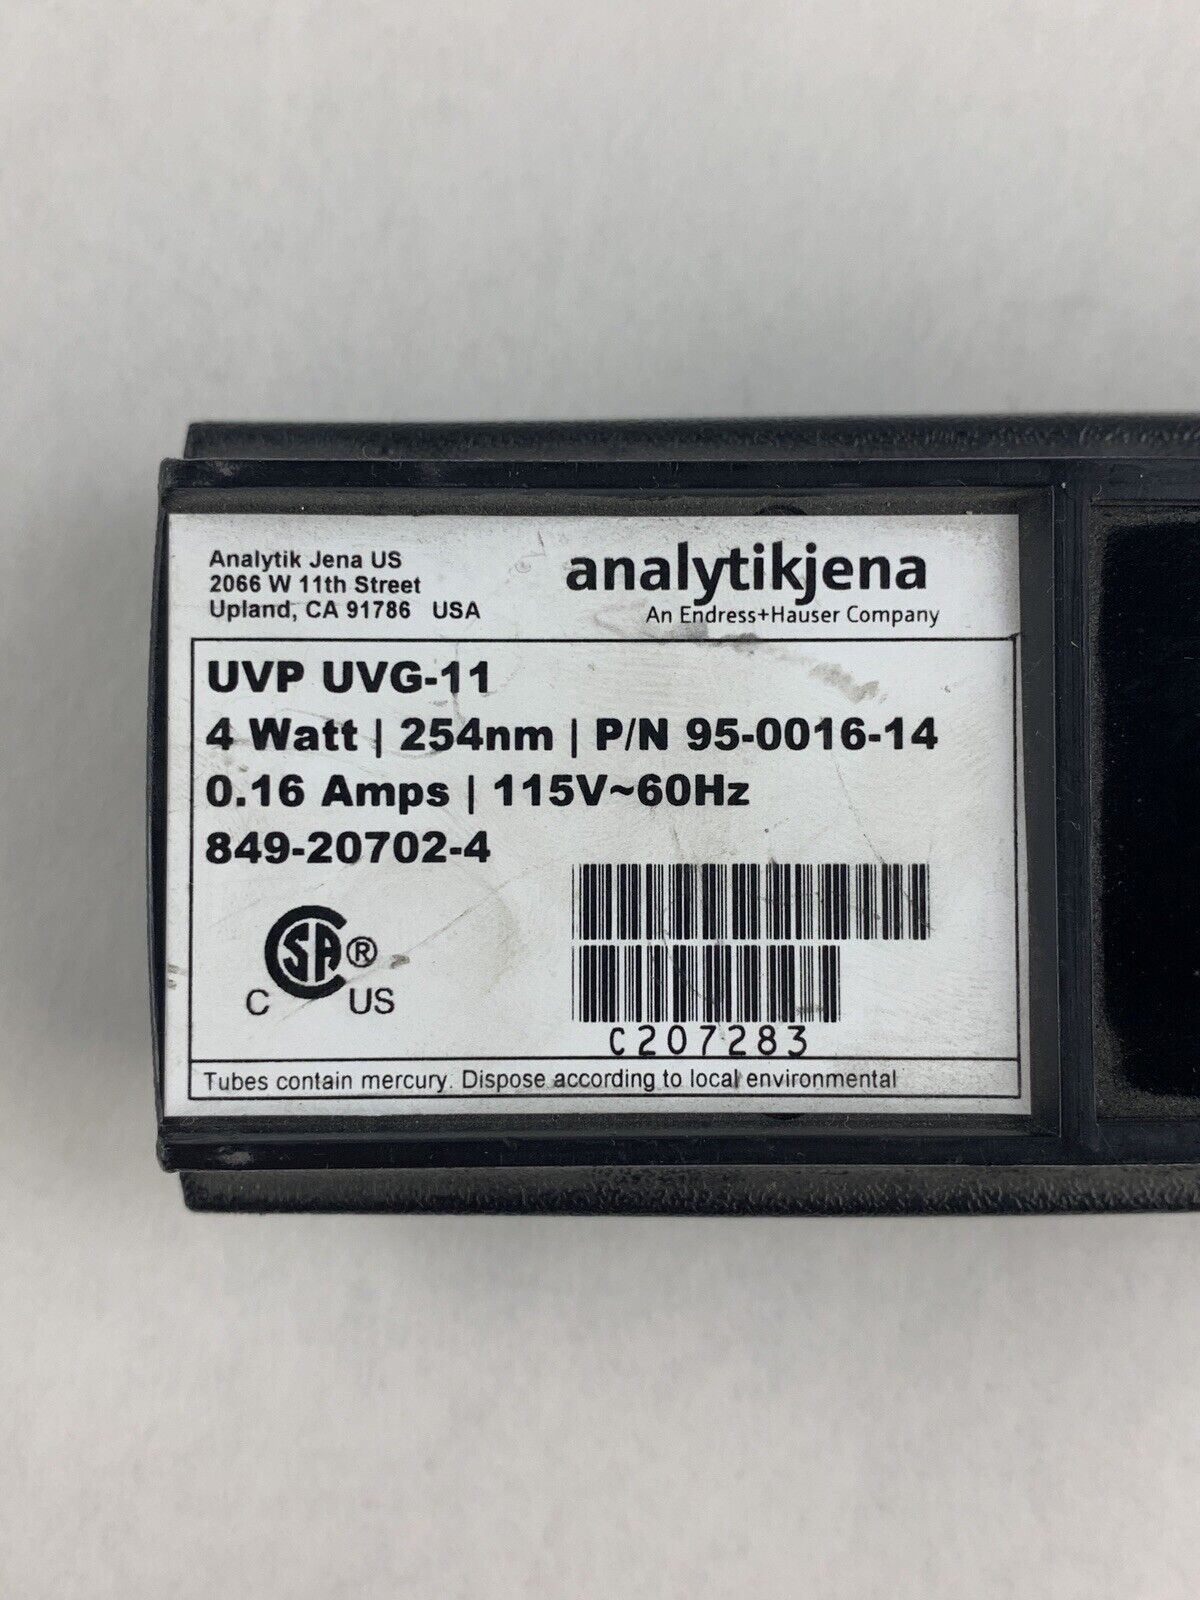 Analytik Jena US
2066 W 11th Street
Upland, CA 91786 USA
analytikjena
An Endress+Hauser Company
UVP UVG-11
4 Watt | 254nm | P/N 95-0016-14
0.16 Amps | 115V~60Hz
849-20702-4
CSA ®
C US
C207283
Tubes contain mercury. Dispose according to local environmental